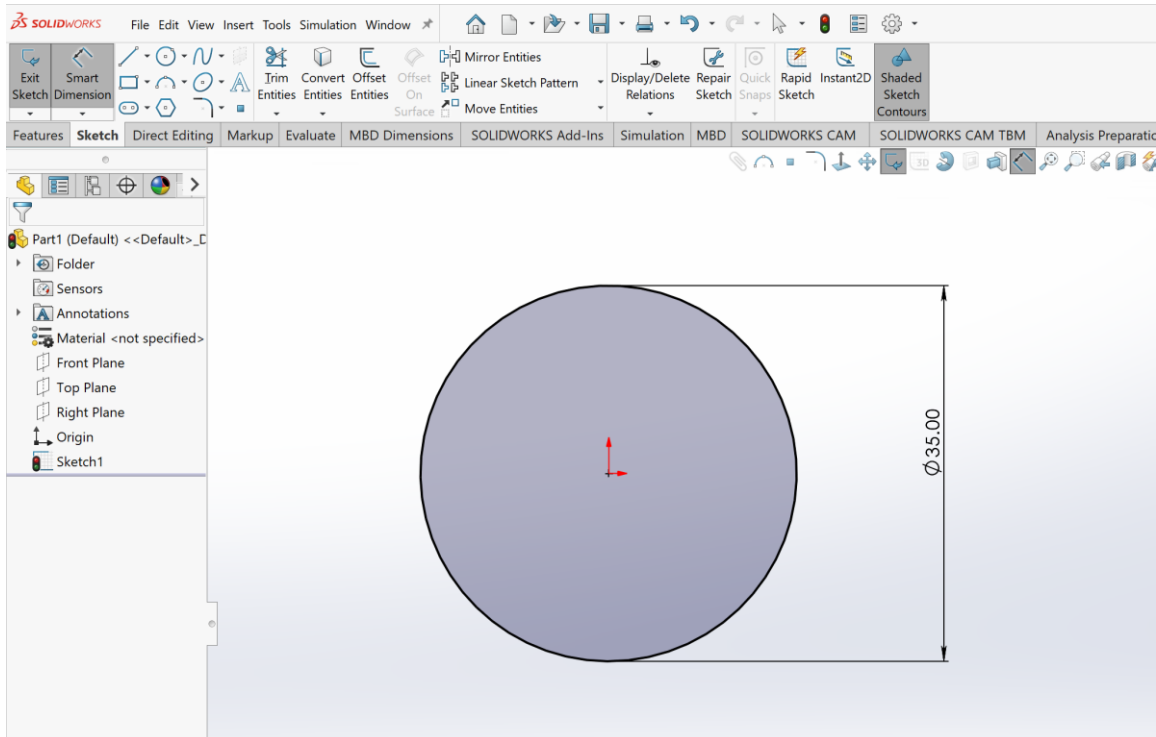 SOLIDWORKS File Edit View Insert Tools Simulation Window
Exit Sketch
Smart Dimension
Trim Entities
Convert Entities
Offset Entities
Offset On Surface
Mirror Entities
Linear Sketch Pattern
Move Entities
Display/Delete Relations
Repair Sketch
Quick Snaps
Rapid Sketch
Instant2D
Shaded Sketch Contours
Features Sketch Direct Editing Markup Evaluate MBD Dimensions SOLIDWORKS Add-Ins Simulation MBD SOLIDWORKS CAM SOLIDWORKS CAM TBM Analysis Preparatic
3D
Part1 (Default) <<Default>_D
Folder
Sensors
Annotations
Material <not specified>
Front Plane
Top Plane
Right Plane
Origin
Sketch1
Ø35.00